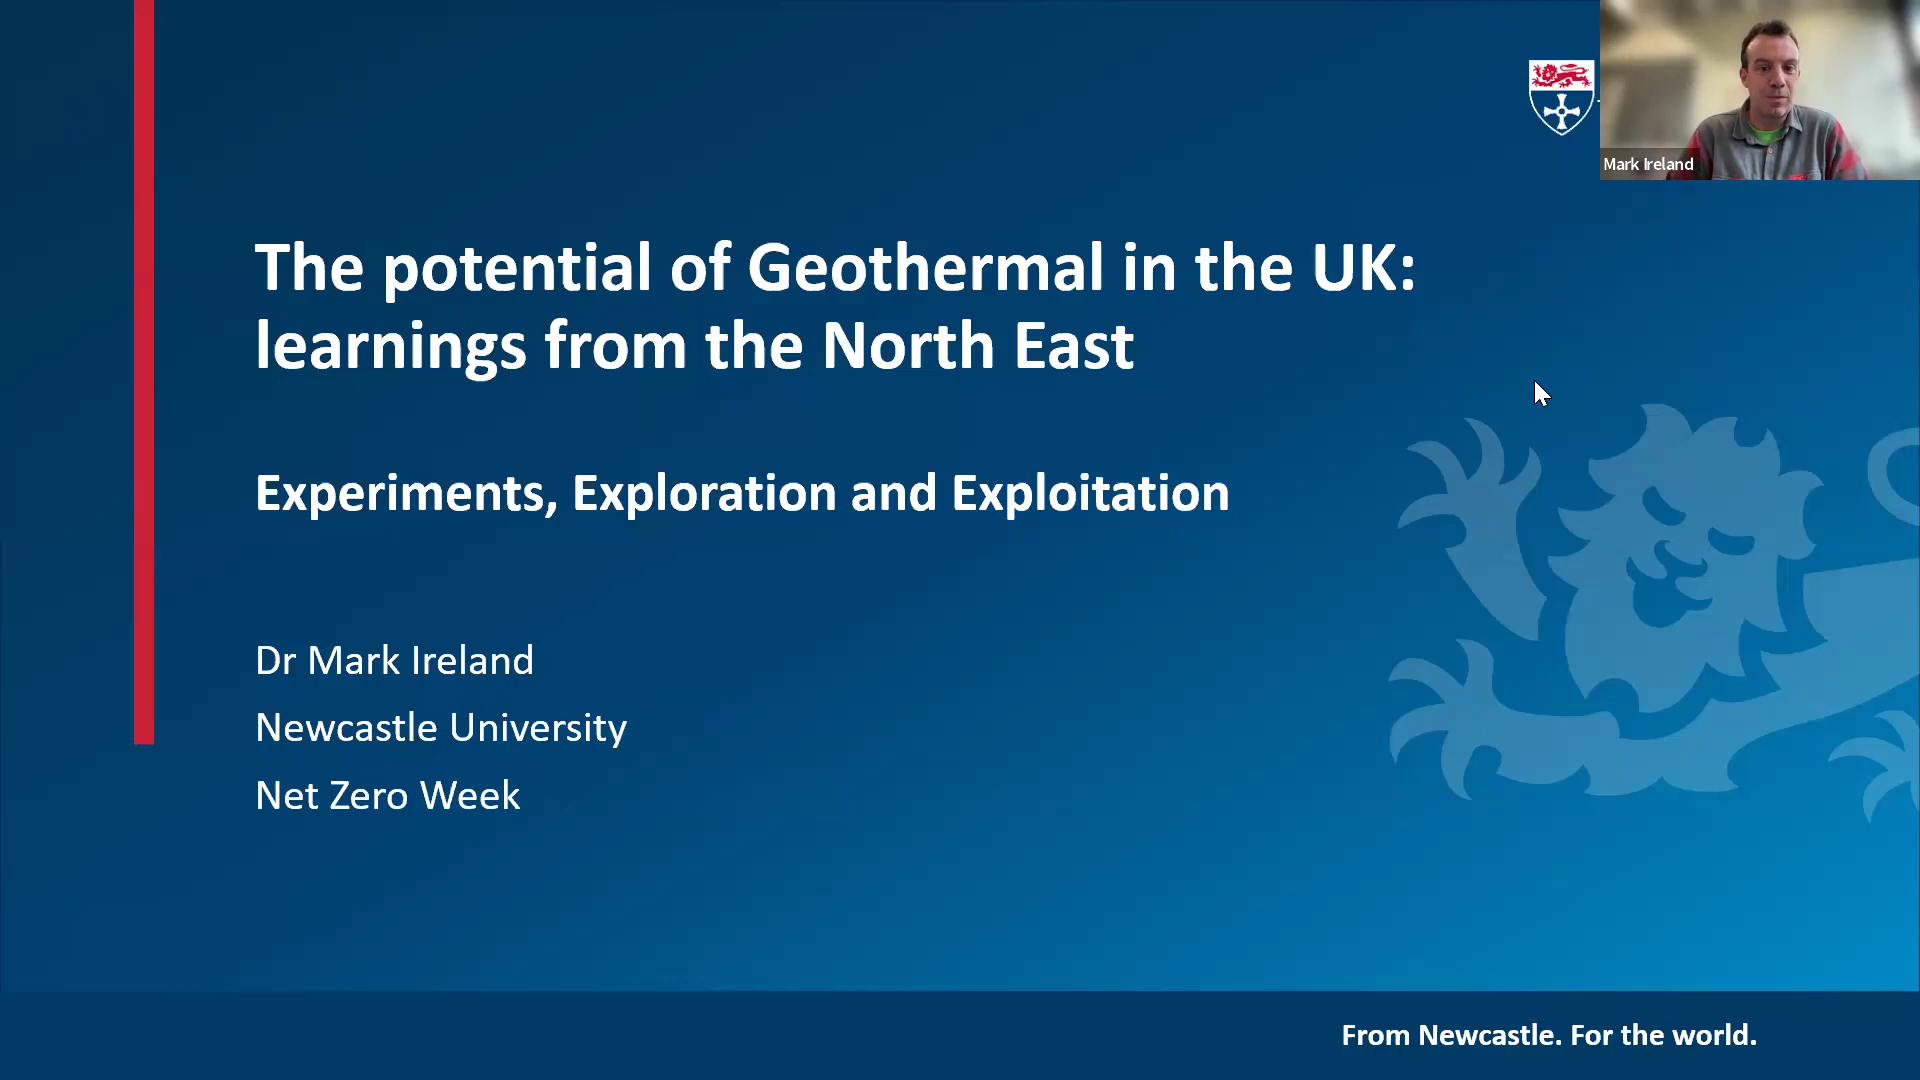 Mark Ireland
The potential of Geothermal in the UK:
learnings from the North East
Experiments, Exploration and Exploitation
Dr Mark Ireland
Newcastle University
Net Zero Week
From Newcastle. For the world.